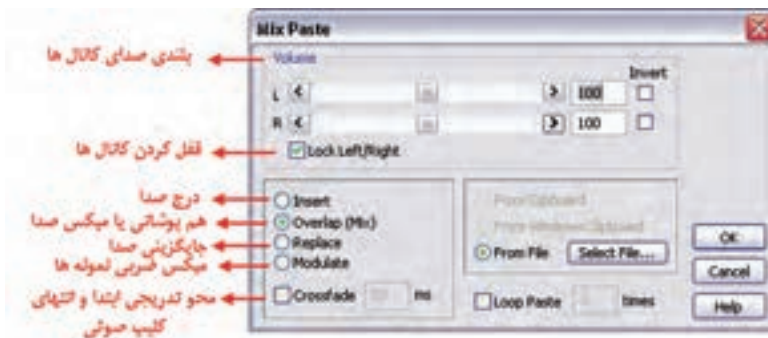 Mix Paste
Volume
Invert
بلندی صدای کانال ها
L 100
R 100
قفل کردن کانال ها
Lock Left/Right
درج صدا
Insert
هم پوشانی یا میکس صدا
Overlap (Mix)
جایگزینی صدا
Replace
میکس ضربی نمونه ها
Modulate
محو تدریجی ابتدا و انتهای
کلیپ صوتی
Crossfade
ms
From Clipboard
From Windows Clipboard
From File
Select File...
Loop Paste
times
OK
Cancel
Help